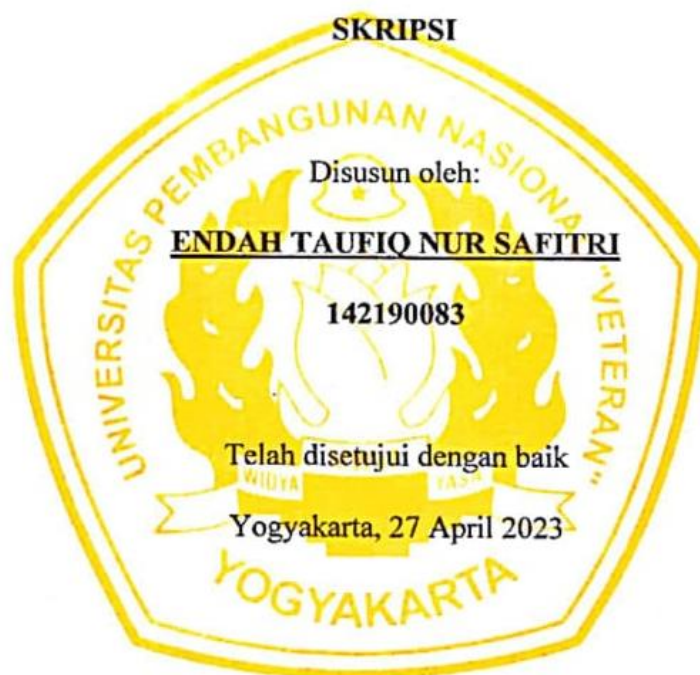 SKRIPSI
UNIVERSITAS PEMBANGUNAN NASIONAL "VETERAN"
Disusun oleh:
ENDAH TAUFIQ NUR SAFITRI
142190083
Telah disetujui dengan baik
WIDYA YASA
Yogyakarta, 27 April 2023
YOGYAKARTA